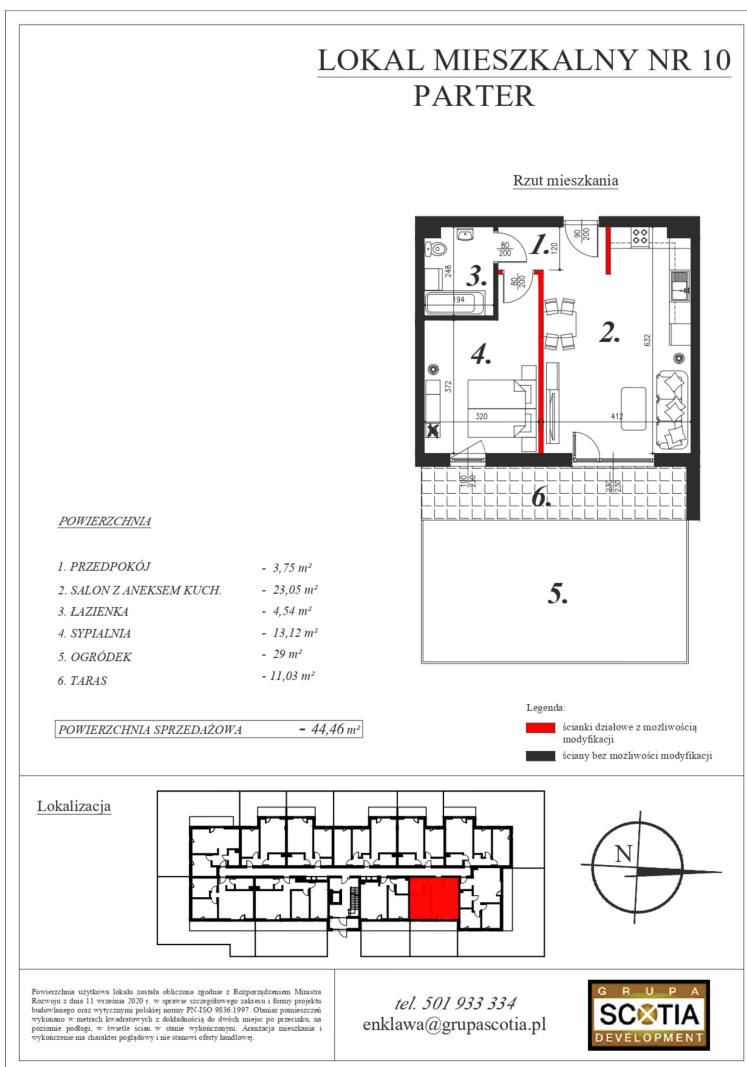 LOKAL MIESZKALNY NR 10
PARTER
Rzut mieszkania
1.
2.
3.
4.
5.
6.
80
200
90
200
120
80
200
248
194
372
320
412
632
100
230
230
230
POWIERZCHNIA
1. PRZEDPOKÓJ - 3,75 m²
2. SALON Z ANEKSEM KUCH. - 23,05 m²
3. ŁAZIENKA - 4,54 m²
4. SYPIALNIA - 13,12 m²
5. OGRÓDEK - 29 m²
6. TARAS - 11,03 m²
POWIERZCHNIA SPRZEDAŻOWA - 44,46 m²
Legenda:
ścianki działowe z możliwością
modyfikacji
ściany bez możliwości modyfikacji
Lokalizacja
N
Powierzchnia użytkowa lokalu została obliczona zgodnie z Rozporządzeniem Ministra
Rozwoju z dnia 11 września 2020 r. w sprawie szczegółowego zakresu i formy projektu
budowlanego oraz wytycznymi polskiej normy PN-ISO 9836:1997. Obmiar pomieszczeń
wykonano w metrach kwadratowych z dokładnością do dwóch miejsc po przecinku, na
poziomie podłogi, w świetle ścian w stanie wykończonym. Aranżacja mieszkania i
wykończenie ma charakter poglądowy i nie stanowi oferty handlowej.
tel. 501 933 334
enklawa@grupascotia.pl
GRUPA
SCOTIA
DEVELOPMENT